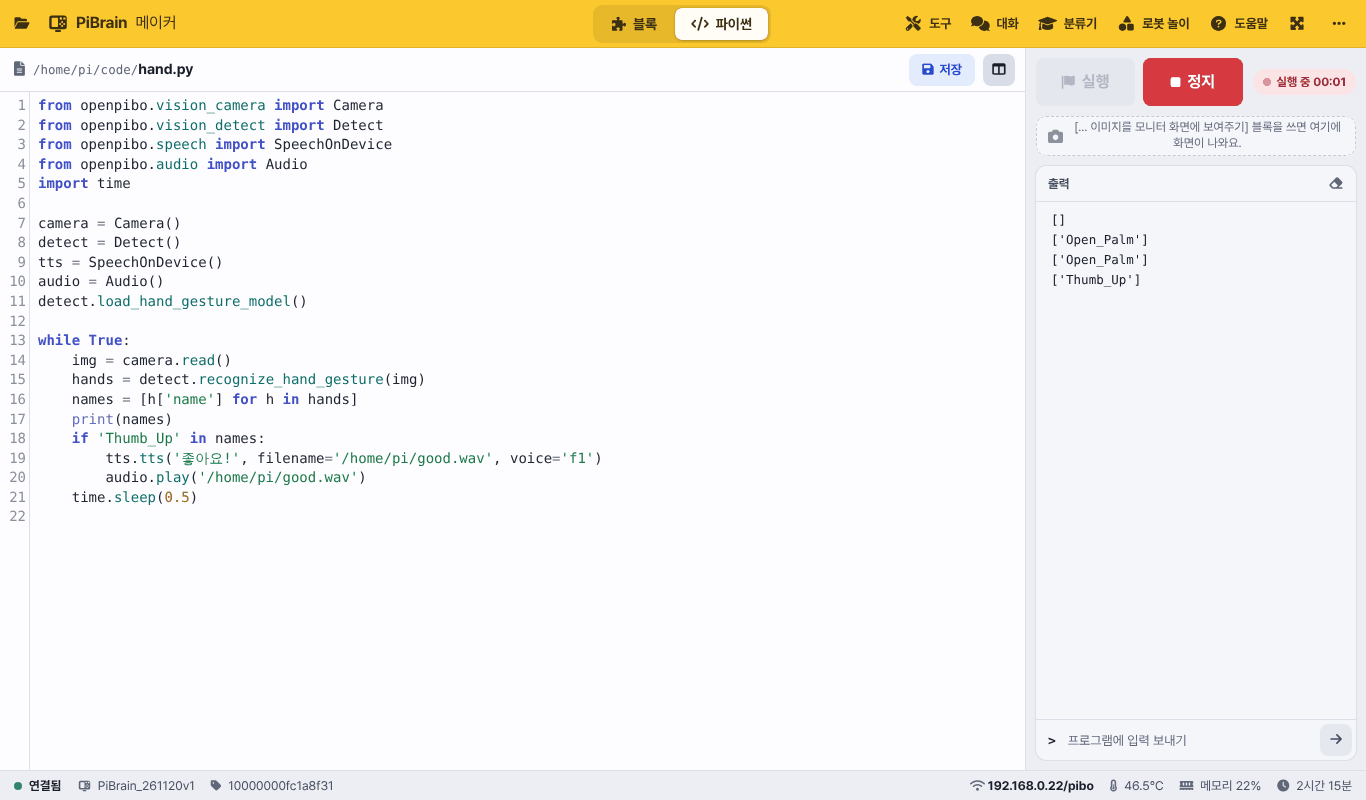 PiBrain 메이커
블록
파이썬
도구
대화
분류기
로봇 놀이
도움말
/home/pi/code/hand.py
저장
1 from openpibo.vision_camera import Camera
2 from openpibo.vision_detect import Detect
3 from openpibo.speech import SpeechOnDevice
4 from openpibo.audio import Audio
5 import time
6
7 camera = Camera()
8 detect = Detect()
9 tts = SpeechOnDevice()
10 audio = Audio()
11 detect.load_hand_gesture_model()
12
13 while True:
14     img = camera.read()
15     hands = detect.recognize_hand_gesture(img)
16     names = [h['name'] for h in hands]
17     print(names)
18     if 'Thumb_Up' in names:
19         tts.tts('좋아요!', filename='/home/pi/good.wav', voice='f1')
20         audio.play('/home/pi/good.wav')
21     time.sleep(0.5)
22
실행
정지
실행 중 00:01
[... 이미지를 모니터 화면에 보여주기] 블록을 쓰면 여기에
화면이 나와요.
출력
[]
['Open_Palm']
['Open_Palm']
['Thumb_Up']
> 프로그램에 입력 보내기
연결됨
PiBrain_261120v1
10000000fc1a8f31
192.168.0.22/pibo
46.5°C
메모리 22%
2시간 15분